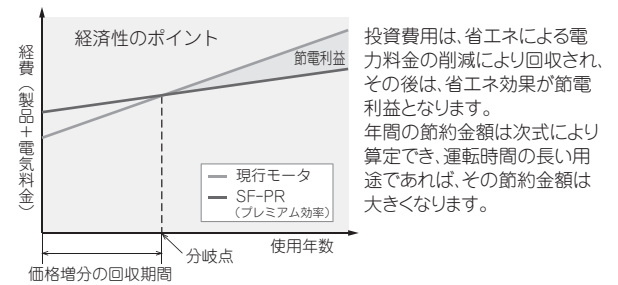 経済性のポイント
経費（製品＋電気料金）
節電利益
現行モータ
SF-PR
（プレミアム効率）
使用年数
分岐点
価格増分の回収期間
投資費用は、省エネによる電
力料金の削減により回収され、
その後は、省エネ効果が節電
利益となります。
年間の節約金額は次式により
算定でき、運転時間の長い用
途であれば、その節約金額は
大きくなります。